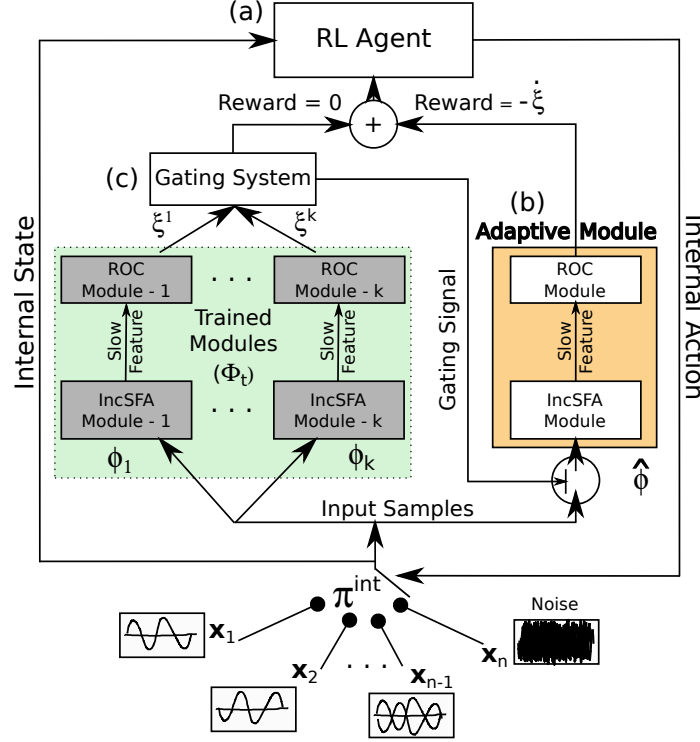 (a)
RL Agent
Reward = 0
Reward = -ξ̇
+
(c)
Gating System
ξ¹
ξᵏ
(b)
Adaptive Module
ROC
Module - 1
. . .
ROC
Module - k
ROC
Module
Slow
Feature
Trained
Modules
(Φₜ)
Slow
Feature
Slow
Feature
IncSFA
Module - 1
. . .
IncSFA
Module - k
IncSFA
Module
ϕ₁
ϕₖ
ϕ̂
Internal State
Gating Signal
Internal Action
Input Samples
πⁱⁿᵗ
Noise
x₁
x₂
. . .
xₙ₋₁
xₙ